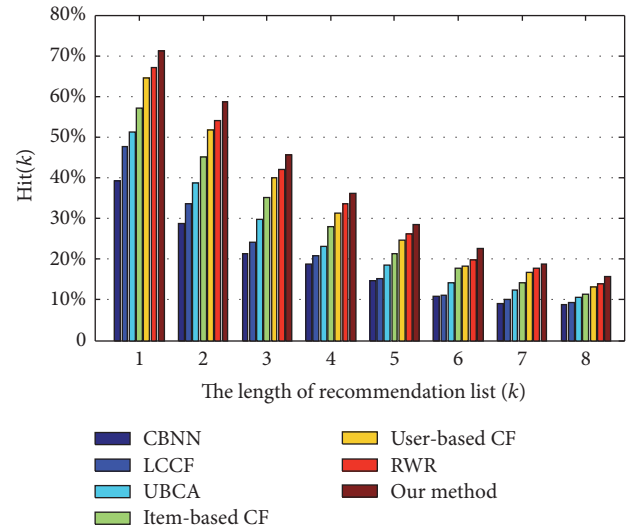 80%
70%
60%
50%
40%
30%
20%
10%
0
Hit(k)
1 2 3 4 5 6 7 8
The length of recommendation list (k)
CBNN
LCCF
UBCA
Item-based CF
User-based CF
RWR
Our method